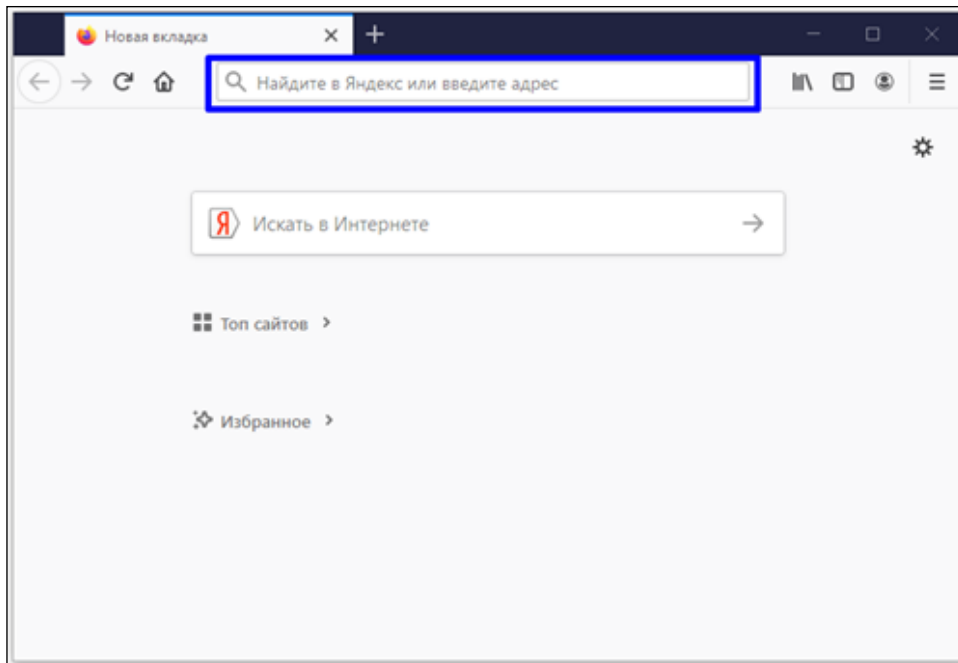 Новая вкладка
Найдите в Яндекс или введите адрес
Я Искать в Интернете
Топ сайтов
Избранное